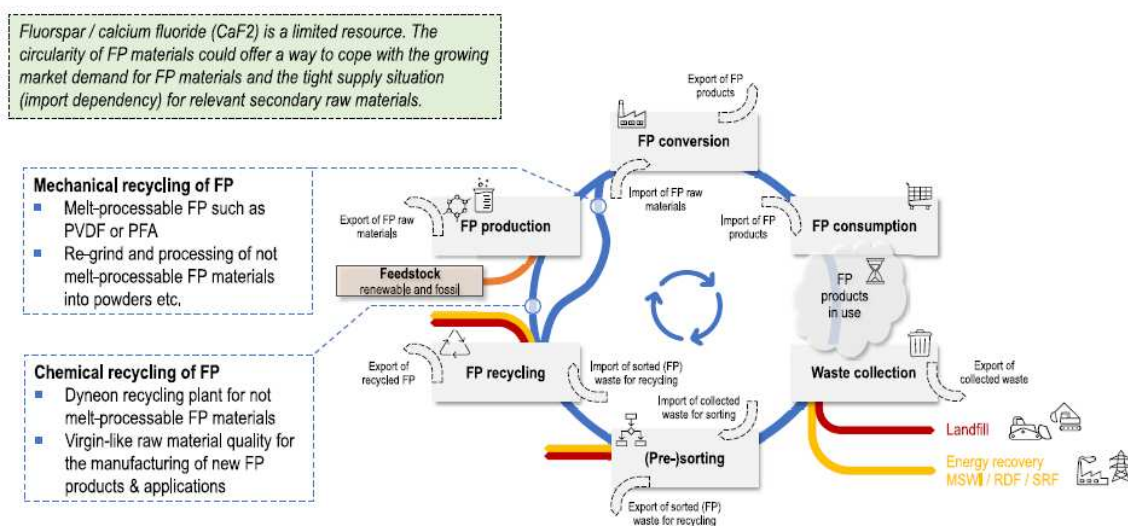 Fluorspar / calcium fluoride (CaF2) is a limited resource. The
circularity of FP materials could offer a way to cope with the growing
market demand for FP materials and the tight supply situation
(import dependency) for relevant secondary raw materials.
Export of FP
products
FP conversion
Mechanical recycling of FP
Melt-processable FP such as
PVDF or PFA
Re-grind and processing of not
melt-processable FP materials
into powders etc.
Import of FP raw
materials
Export of FP raw
materials
FP production
Import of FP
products
FP consumption
Feedstock
renewable and fossil
FP
products
in use
Chemical recycling of FP
Dyneon recycling plant for not
melt-processable FP materials
Virgin-like raw material quality for
the manufacturing of new FP
products & applications
Export of
recycled FP
FP recycling
Import of sorted (FP)
waste for recycling
Waste collection
Export of
collected waste
Import of collected
waste for sorting
(Pre-)sorting
Landfill
Energy recovery
MSWI / RDF / SRF
Export of sorted (FP)
waste for recycling